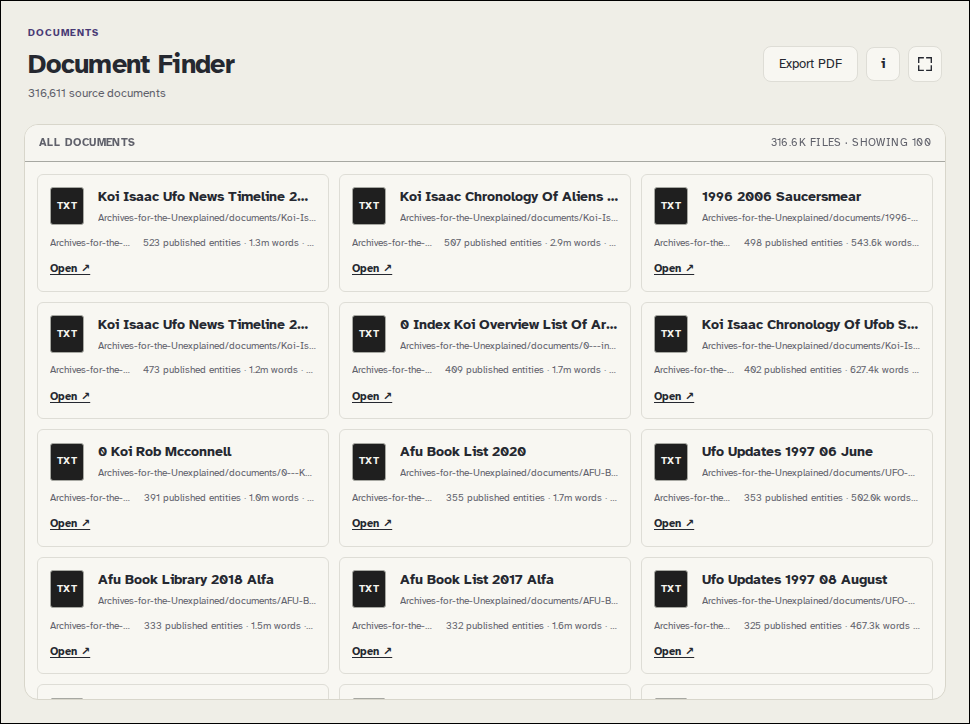 DOCUMENTS
Document Finder
316,611 source documents
Export PDF
i
ALL DOCUMENTS
316.6K FILES · SHOWING 100
TXT
Koi Isaac Ufo News Timeline 2...
Archives-for-the-Unexplained/documents/Koi-Is...
Archives-for-the-... 523 published entities · 1.3m words · ...
Open ↗
TXT
Koi Isaac Chronology Of Aliens ...
Archives-for-the-Unexplained/documents/Koi-Is...
Archives-for-the-... 507 published entities · 2.9m words · ...
Open ↗
TXT
1996 2006 Saucersmear
Archives-for-the-Unexplained/documents/1996-...
Archives-for-the... 498 published entities · 543.6k words...
Open ↗
TXT
Koi Isaac Ufo News Timeline 2...
Archives-for-the-Unexplained/documents/Koi-Is...
Archives-for-the-... 473 published entities · 1.2m words · ...
Open ↗
TXT
0 Index Koi Overview List Of Ar...
Archives-for-the-Unexplained/documents/0---in...
Archives-for-the-... 409 published entities · 1.7m words · ...
Open ↗
TXT
Koi Isaac Chronology Of Ufob S...
Archives-for-the-Unexplained/documents/Koi-Is...
Archives-for-the-... 402 published entities · 627.4k words ...
Open ↗
TXT
0 Koi Rob Mcconnell
Archives-for-the-Unexplained/documents/0---K...
Archives-for-the-... 391 published entities · 1.0m words · ...
Open ↗
TXT
Afu Book List 2020
Archives-for-the-Unexplained/documents/AFU-B...
Archives-for-the-... 355 published entities · 1.7m words · ...
Open ↗
TXT
Ufo Updates 1997 06 June
Archives-for-the-Unexplained/documents/UFO-...
Archives-for-the... 353 published entities · 502.0k words...
Open ↗
TXT
Afu Book Library 2018 Alfa
Archives-for-the-Unexplained/documents/AFU-B...
Archives-for-the-... 333 published entities · 1.5m words ·...
Open ↗
TXT
Afu Book List 2017 Alfa
Archives-for-the-Unexplained/documents/AFU-B...
Archives-for-the-... 332 published entities · 1.6m words · ...
Open ↗
TXT
Ufo Updates 1997 08 August
Archives-for-the-Unexplained/documents/UFO-...
Archives-for-the... 325 published entities · 467.3k words ...
Open ↗